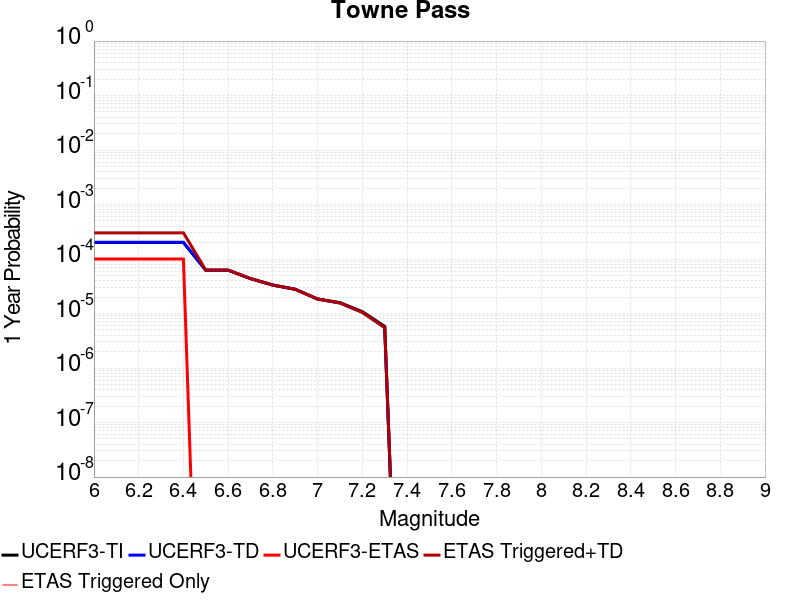 Towne Pass
10^0
10^-1
10^-2
10^-3
10^-4
10^-5
10^-6
10^-7
10^-8
1 Year Probability
6 6.2 6.4 6.6 6.8 7 7.2 7.4 7.6 7.8 8 8.2 8.4 8.6 8.8 9
Magnitude
UCERF3-TI UCERF3-TD UCERF3-ETAS ETAS Triggered+TD
ETAS Triggered Only